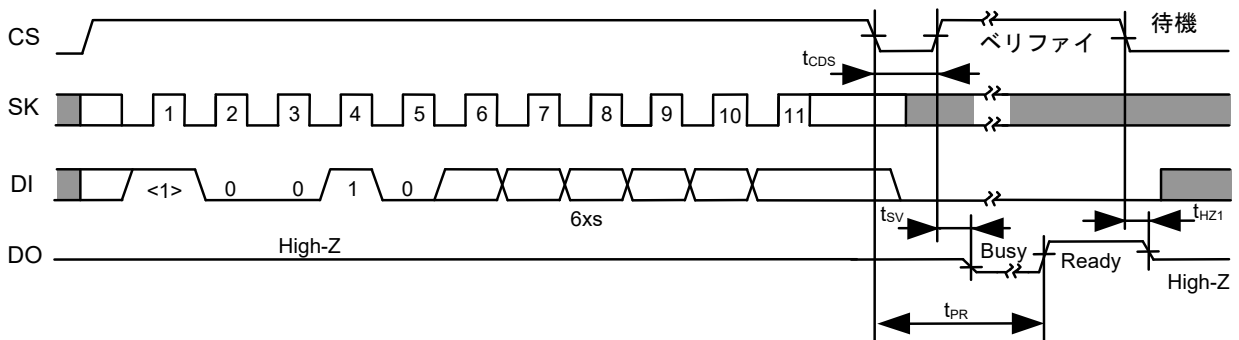 CS
待機
ベリファイ
tCDS
SK
1 2 3 4 5 6 7 8 9 10 11
DI
<1> 0 0 1 0
6xs
tSV
tHZ1
DO
High-Z
Busy
Ready
High-Z
tPR